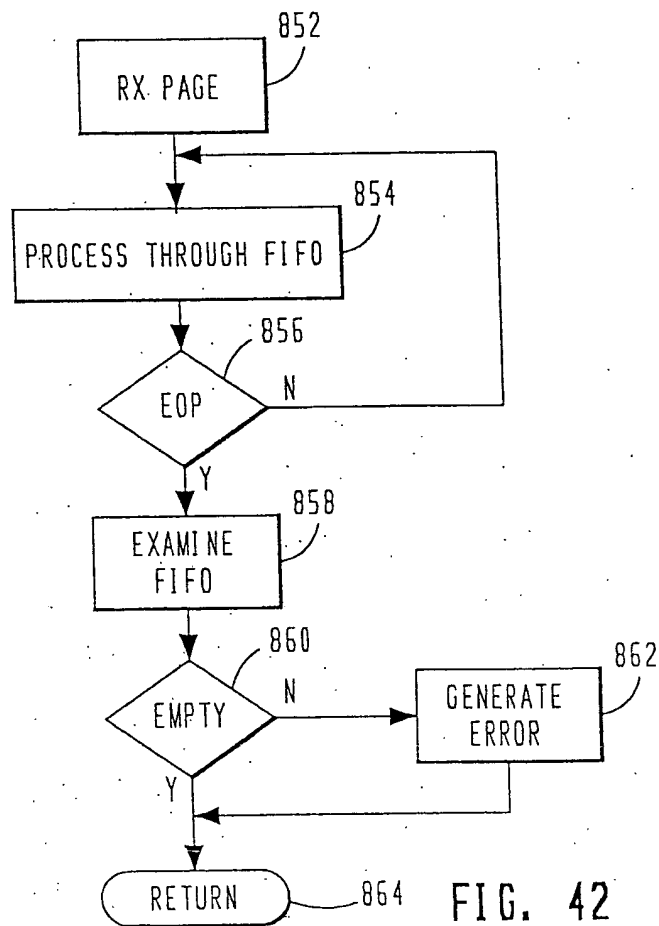 852
RX PAGE
854
PROCESS THROUGH FIFO
856
EOP
N
Y
858
EXAMINE
FIFO
860
EMPTY
N
862
GENERATE
ERROR
Y
RETURN
864
FIG. 42